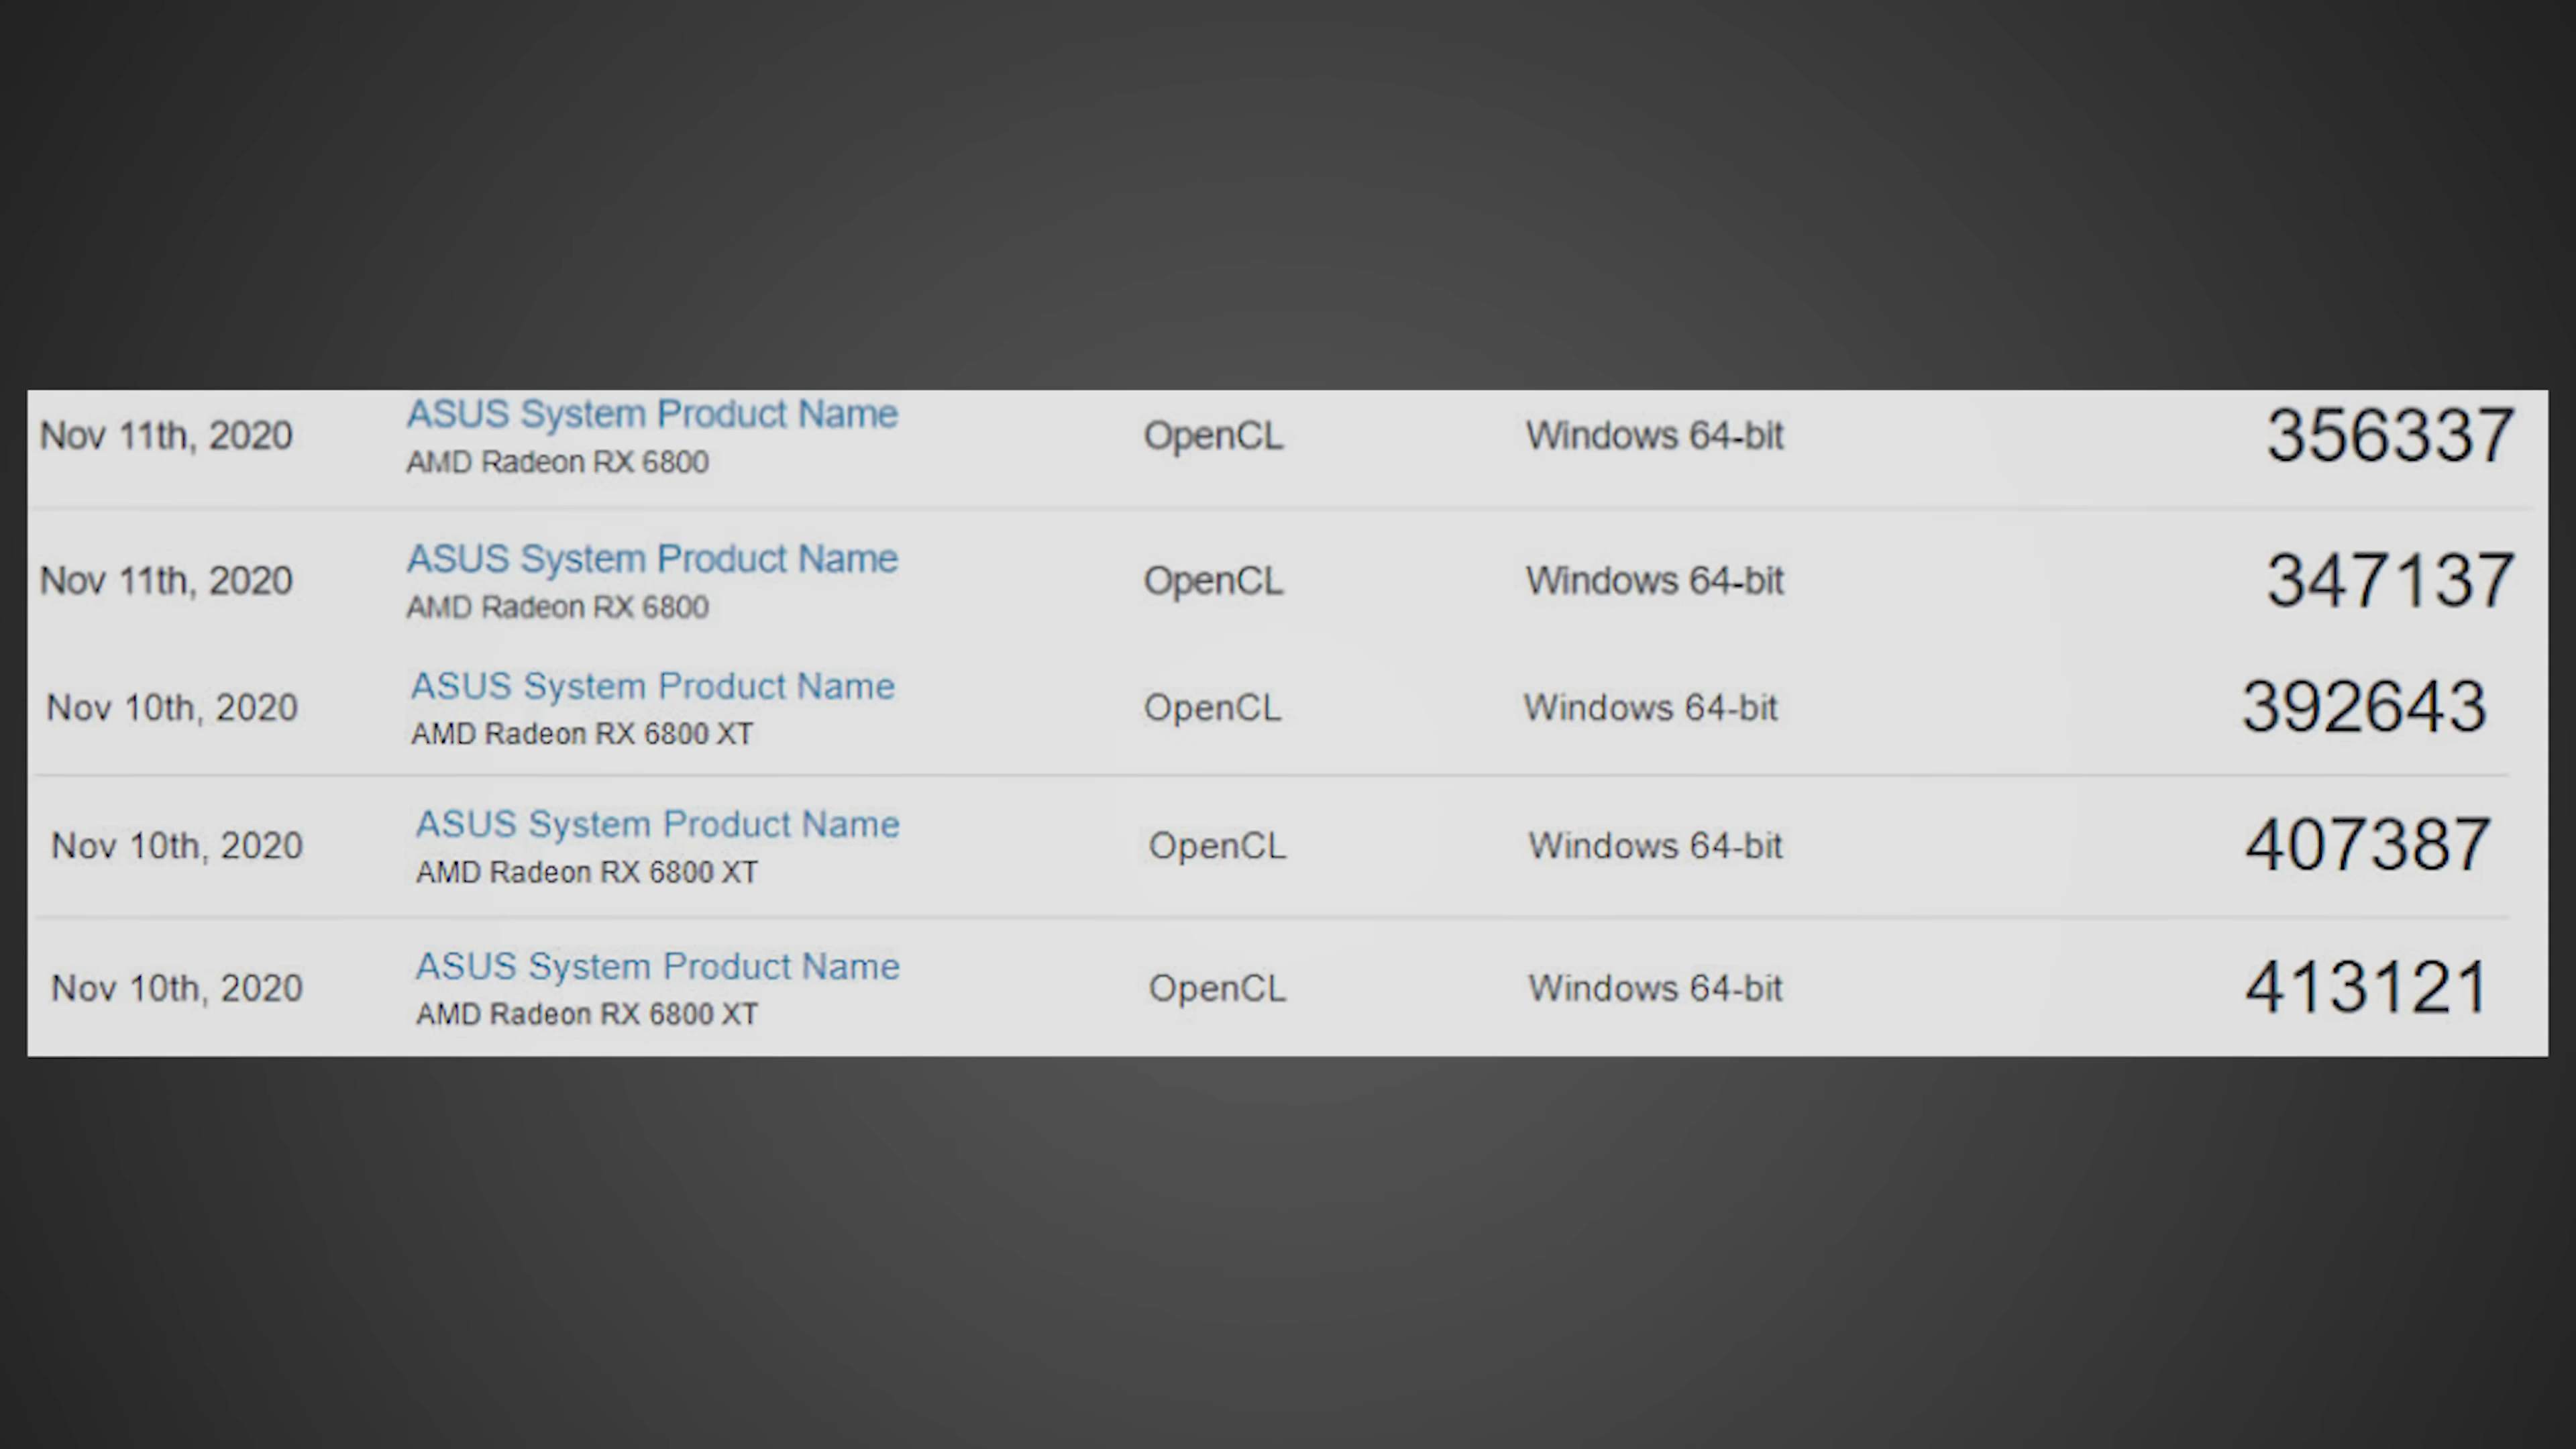 Nov 11th, 2020 ASUS System Product Name OpenCL Windows 64-bit 356337
AMD Radeon RX 6800
Nov 11th, 2020 ASUS System Product Name OpenCL Windows 64-bit 347137
AMD Radeon RX 6800
Nov 10th, 2020 ASUS System Product Name OpenCL Windows 64-bit 392643
AMD Radeon RX 6800 XT
Nov 10th, 2020 ASUS System Product Name OpenCL Windows 64-bit 407387
AMD Radeon RX 6800 XT
Nov 10th, 2020 ASUS System Product Name OpenCL Windows 64-bit 413121
AMD Radeon RX 6800 XT